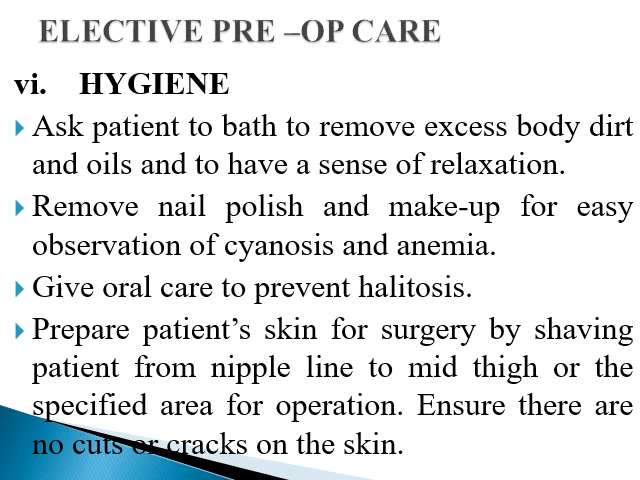 ELECTIVE PRE –OP CARE
vi. HYGIENE
Ask patient to bath to remove excess body dirt
and oils and to have a sense of relaxation.
Remove nail polish and make-up for easy
observation of cyanosis and anemia.
Give oral care to prevent halitosis.
Prepare patient’s skin for surgery by shaving
patient from nipple line to mid thigh or the
specified area for operation. Ensure there are
no cuts or cracks on the skin.